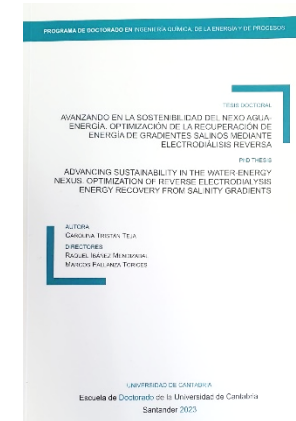 PROGRAMA DE DOCTORADO EN INGENIERÍA QUÍMICA, DE LA ENERGÍA Y DE PROCESOS
TESIS DOCTORAL
AVANZANDO EN LA SOSTENIBILIDAD DEL NEXO AGUA-
ENERGÍA. OPTIMIZACIÓN DE LA RECUPERACIÓN DE
ENERGÍA DE GRADIENTES SALINOS MEDIANTE
ELECTRODIÁLISIS REVERSA
PHD THESIS
ADVANCING SUSTAINABILITY IN THE WATER-ENERGY
NEXUS. OPTIMIZATION OF REVERSE ELECTRODIALYSIS
ENERGY RECOVERY FROM SALINITY GRADIENTS
AUTORA
CAROLINA TRISTÁN TEJA
DIRECTORES
RAQUEL IBÁÑEZ MENDIZABAL
MARCOS FALLANZA TORICES
UNIVERSIDAD DE CANTABRIA
Escuela de Doctorado de la Universidad de Cantabria
Santander 2023